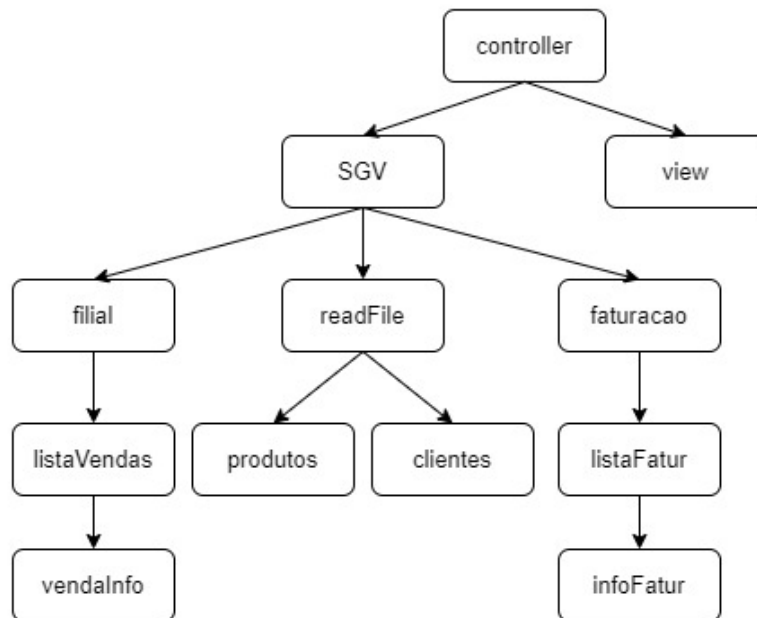 controller
SGV
view
filial
readFile
faturacao
listaVendas
produtos
clientes
listaFatur
vendaInfo
infoFatur